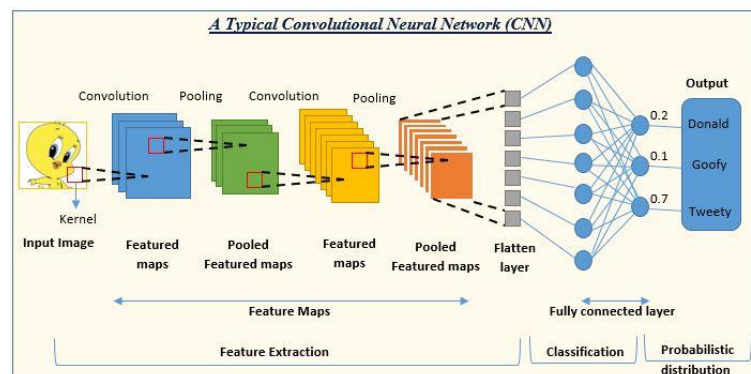 A Typical Convolutional Neural Network (CNN)
Convolution
Pooling
Convolution
Pooling
Output
0.2
Donald
0.1
Goofy
0.7
Tweety
Kernel
Input Image
Featured
maps
Pooled
Featured maps
Featured
maps
Pooled
Featured maps
Flatten
layer
Feature Maps
Fully connected layer
Feature Extraction
Classification
Probabilistic
distribution